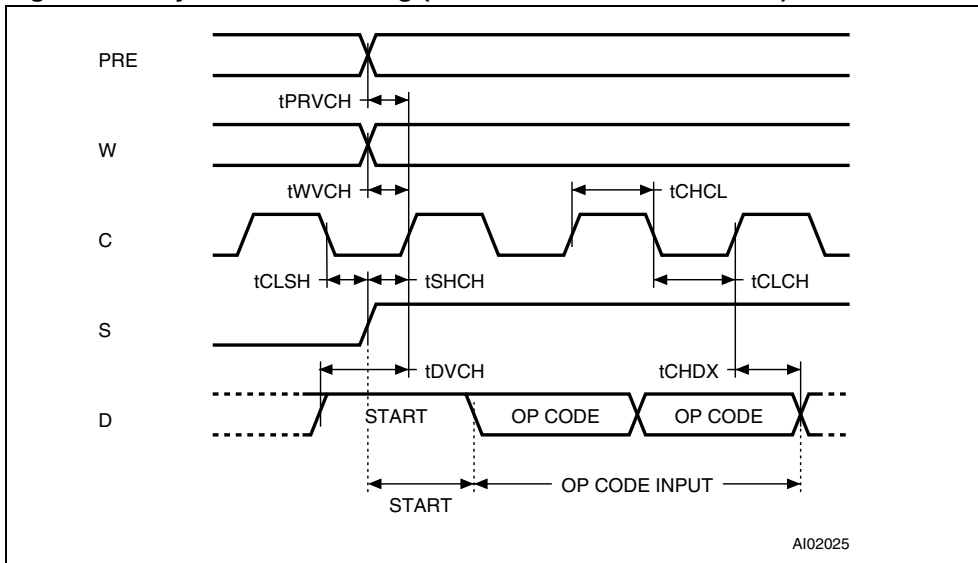 PRE
tPRVCH
W
tWVCH
tCHCL
C
tCLSH
tSHCH
tCLCH
S
tDVCH
tCHDX
D
START
OP CODE
OP CODE
OP CODE INPUT
START
AI02025